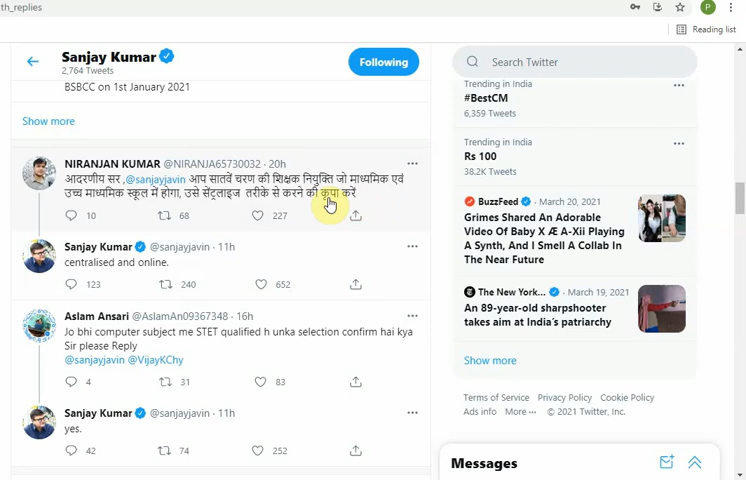 th_replies
Reading list
Sanjay Kumar
2,764 Tweets
Following
BSBCC on 1st January 2021
Show more
NIRANJAN KUMAR @NIRANJA65730032 · 20h
आदरणीय सर ,@sanjayjavin आप सातवें चरण की शिक्षक नियुक्ति जो माध्यमिक एवं
उच्च माध्यमिक स्कूल में होगा, उसे सेंट्रलाइज तरीके से करने की कृपा करें
10 68 227
Sanjay Kumar @sanjayjavin · 11h
centralised and online.
123 240 652
Aslam Ansari @AslamAn09367348 · 16h
Jo bhi computer subject me STET qualified h unka selection confirm hai kya
Sir please Reply
@sanjayjavin @VijayKChy
4 31 83
Sanjay Kumar @sanjayjavin · 11h
yes.
42 74 252
P
Search Twitter
Trending in India
#BestCM
6,359 Tweets
Trending in India
Rs 100
38.2K Tweets
BuzzFeed · March 20, 2021
Grimes Shared An Adorable
Video Of Baby X Æ A-Xii Playing
A Synth, And I Smell A Collab In
The Near Future
The New York... · March 19, 2021
An 89-year-old sharpshooter
takes aim at India's patriarchy
Show more
Terms of Service Privacy Policy Cookie Policy
Ads info More ··· © 2021 Twitter, Inc.
Messages